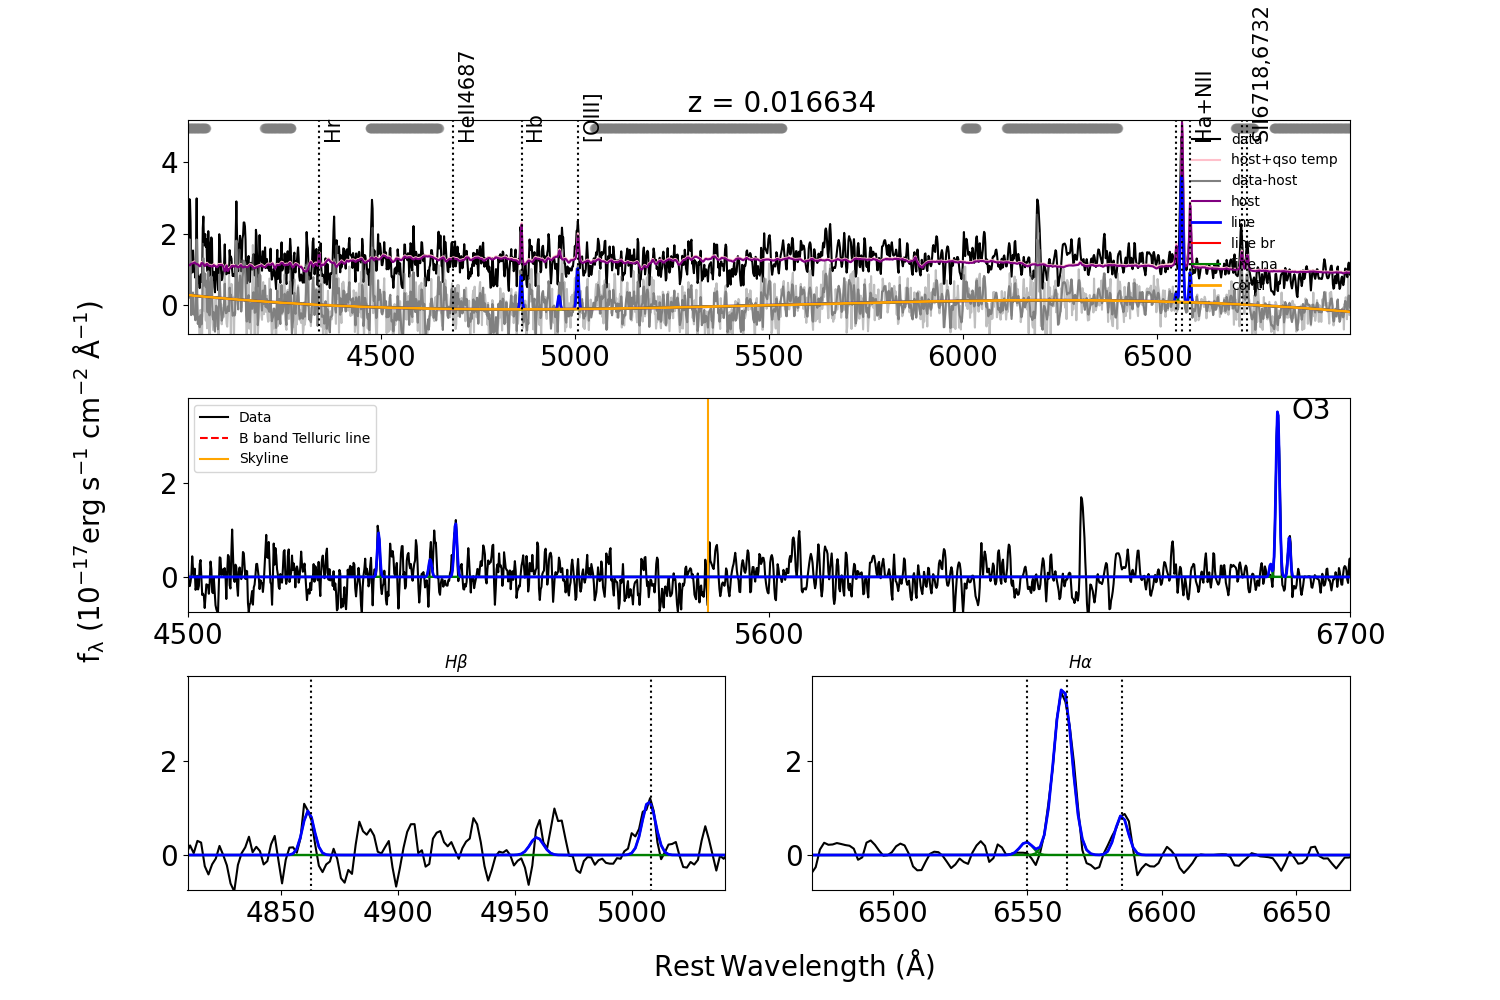 z = 0.016634
Hr
HeII4687
Hb
[OIII]
Ha+NII
SII6718,6732
data
host+qso temp
data-host
host
line
line br
line na
4
2
0
4500
5000
5500
6000
6500
f_λ (10⁻¹⁷erg s⁻¹ cm⁻² Å⁻¹)
O3
Data
B band Telluric line
Skyline
2
0
4500
5600
6700
Hβ
2
0
4850
4900
4950
5000
Hα
2
0
6500
6550
6600
6650
Rest Wavelength (Å)